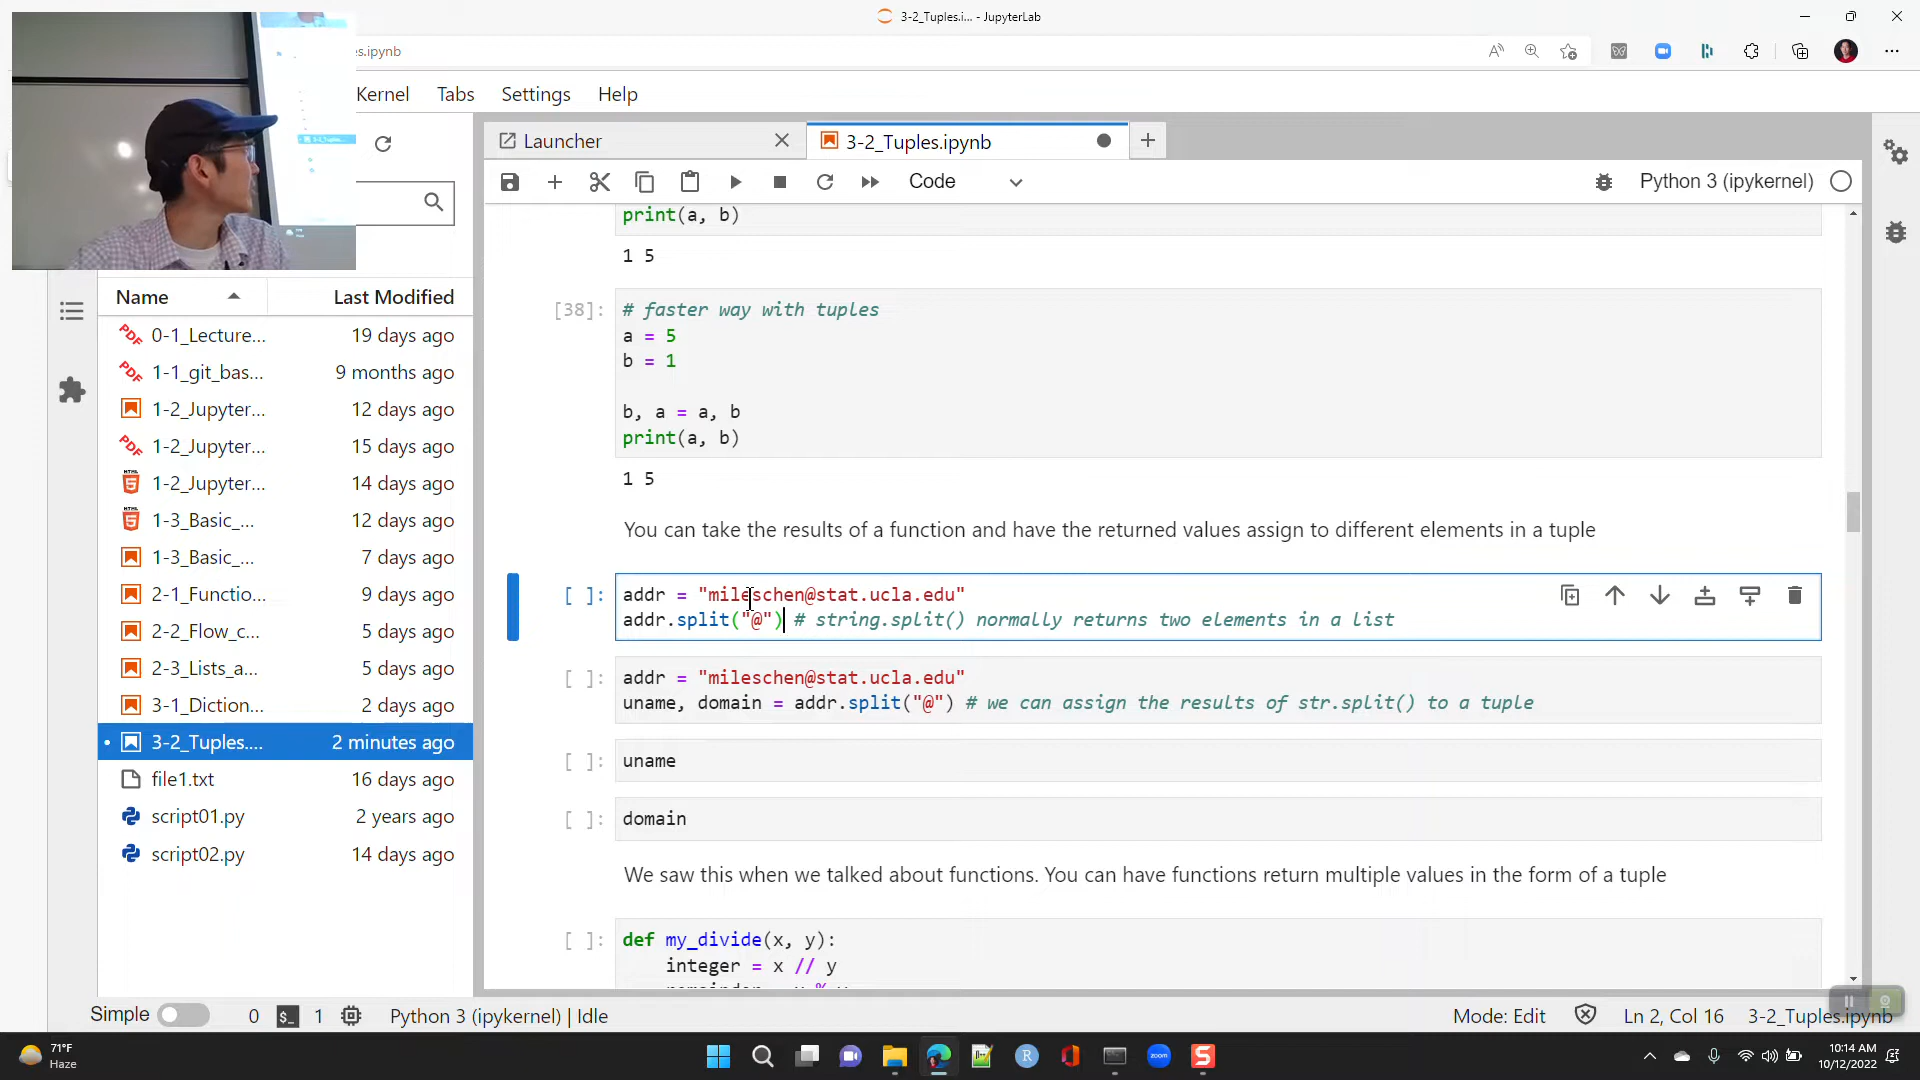 3-2_Tuples.i... - JupyterLab
es.ipynb
Kernel Tabs Settings Help
Launcher
3-2_Tuples.ipynb
Code
Python 3 (ipykernel)
print(a, b)
1 5
[38]:
# faster way with tuples
a = 5
b = 1
b, a = a, b
print(a, b)
1 5
You can take the results of a function and have the returned values assign to different elements in a tuple
[ ]:
addr = "mileschen@stat.ucla.edu"
addr.split("@") # string.split() normally returns two elements in a list
[ ]:
addr = "mileschen@stat.ucla.edu"
uname, domain = addr.split("@") # we can assign the results of str.split() to a tuple
[ ]:
uname
[ ]:
domain
We saw this when we talked about functions. You can have functions return multiple values in the form of a tuple
[ ]:
def my_divide(x, y):
integer = x // y
Name Last Modified
0-1_Lecture... 19 days ago
1-1_git_bas... 9 months ago
1-2_Jupyter... 12 days ago
1-2_Jupyter... 15 days ago
1-2_Jupyter... 14 days ago
1-3_Basic_... 12 days ago
1-3_Basic_... 7 days ago
2-1_Functio... 9 days ago
2-2_Flow_c... 5 days ago
2-3_Lists_a... 5 days ago
3-1_Diction... 2 days ago
3-2_Tuples.... 2 minutes ago
file1.txt 16 days ago
script01.py 2 years ago
script02.py 14 days ago
Simple 0 $_ 1 Python 3 (ipykernel) | Idle
Mode: Edit Ln 2, Col 16 3-2_Tuples.ipynb
71°F
Haze
zoom
10:14 AM
10/12/2022